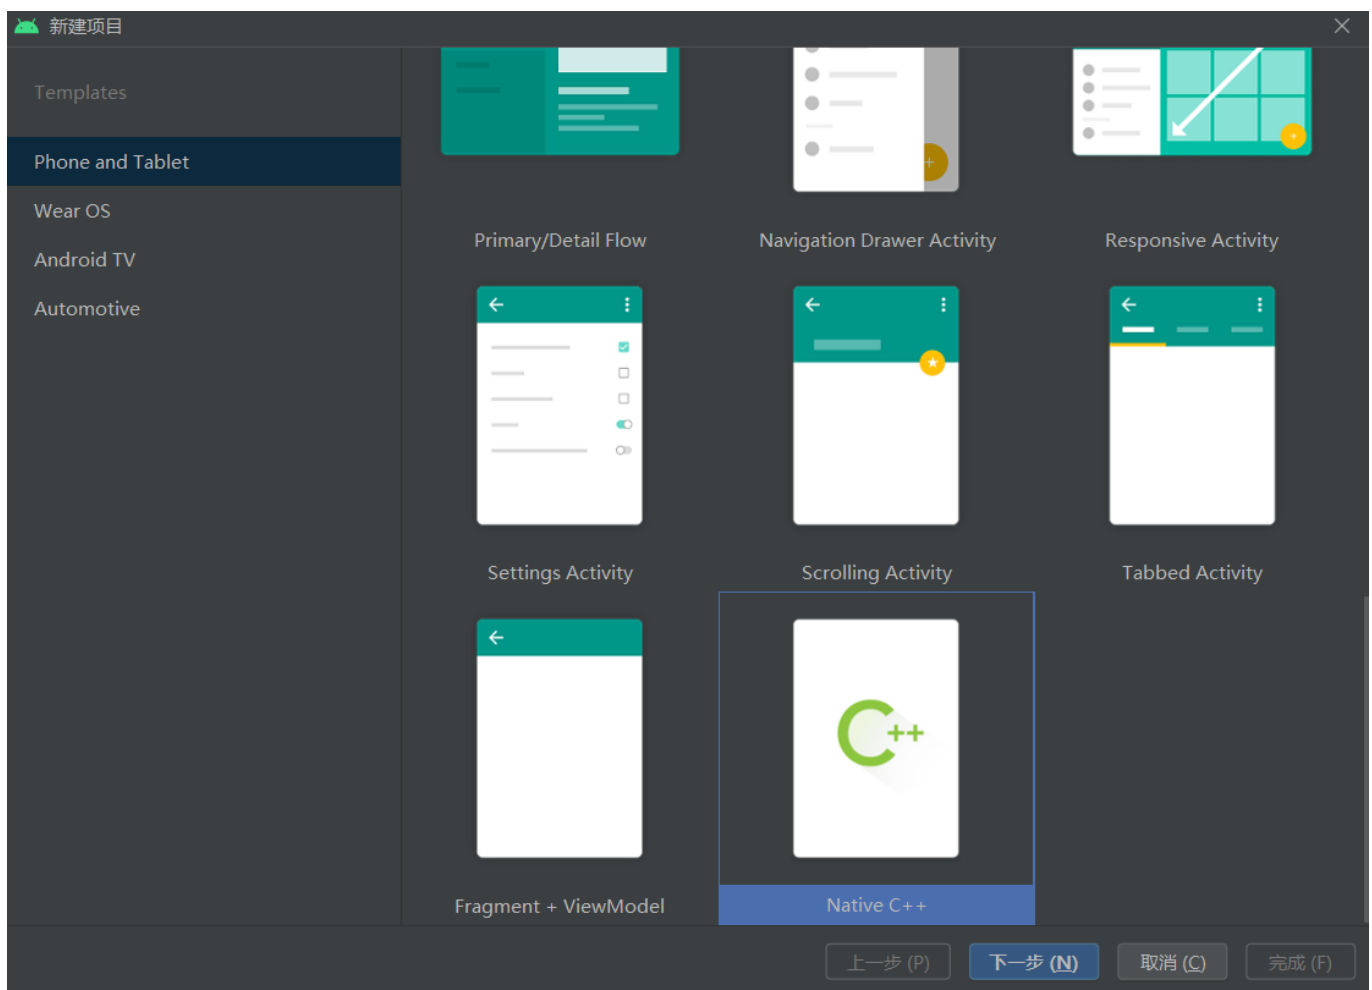 新建项目
Templates
Phone and Tablet
Wear OS
Android TV
Automotive
Primary/Detail Flow
Navigation Drawer Activity
Responsive Activity
Settings Activity
Scrolling Activity
Tabbed Activity
C++
Fragment + ViewModel
Native C++
上一步 (P)
下一步 (N)
取消 (C)
完成 (F)